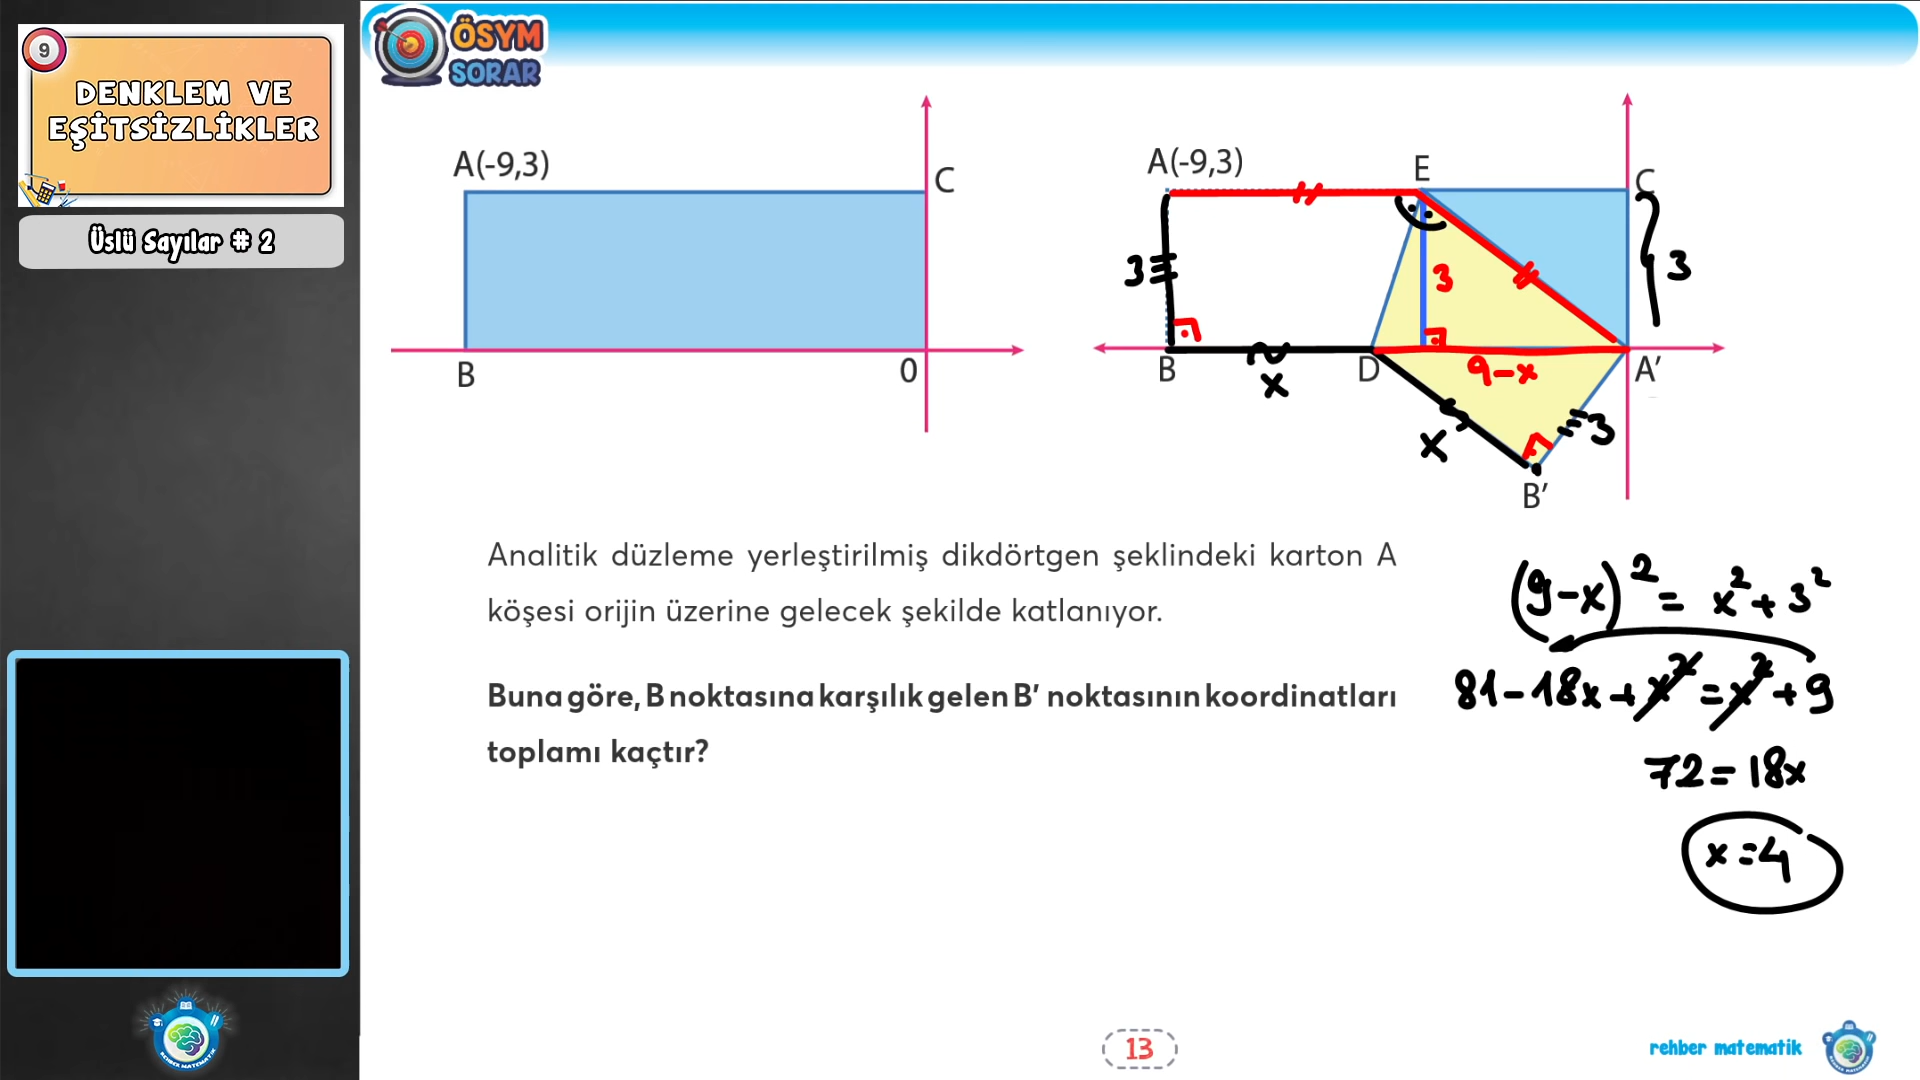 9
DENKLEM VE
EŞİTSİZLİKLER
Üslü Sayılar # 2
ÖSYM
SORAR
A(-9,3)
C
B
0
A(-9,3)
E
C
3
3
3
B
x
D
9-x
A'
x
3
B'
Analitik düzleme yerleştirilmiş dikdörtgen şeklindeki karton A
köşesi orijin üzerine gelecek şekilde katlanıyor.
Buna göre, B noktasına karşılık gelen B' noktasının koordinatları
toplamı kaçtır?
(9-x)² = x² + 3²
81-18x+x² = x² + 9
72=18x
x=4
13
rehber matematik
REHBER MATEMATİK